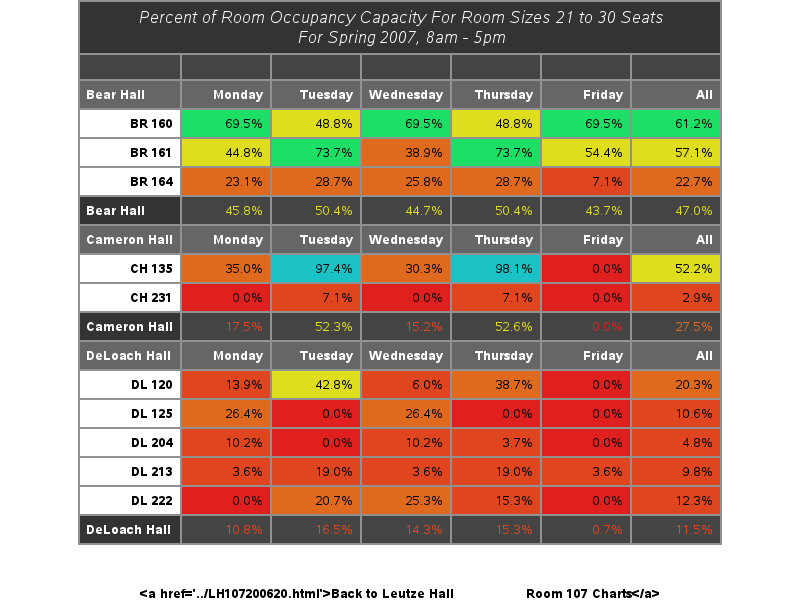 Percent of Room Occupancy Capacity For Room Sizes 21 to 30 Seats
For Spring 2007, 8am - 5pm
Bear Hall Monday Tuesday Wednesday Thursday Friday All
BR 160 69.5% 48.8% 69.5% 48.8% 69.5% 61.2%
BR 161 44.8% 73.7% 38.9% 73.7% 54.4% 57.1%
BR 164 23.1% 28.7% 25.8% 28.7% 7.1% 22.7%
Bear Hall 45.8% 50.4% 44.7% 50.4% 43.7% 47.0%
Cameron Hall Monday Tuesday Wednesday Thursday Friday All
CH 135 35.0% 97.4% 30.3% 98.1% 0.0% 52.2%
CH 231 0.0% 7.1% 0.0% 7.1% 0.0% 2.9%
Cameron Hall 17.5% 52.3% 15.2% 52.6% 0.0% 27.5%
DeLoach Hall Monday Tuesday Wednesday Thursday Friday All
DL 120 13.9% 42.8% 6.0% 38.7% 0.0% 20.3%
DL 125 26.4% 0.0% 26.4% 0.0% 0.0% 10.6%
DL 204 10.2% 0.0% 10.2% 3.7% 0.0% 4.8%
DL 213 3.6% 19.0% 3.6% 19.0% 3.6% 9.8%
DL 222 0.0% 20.7% 25.3% 15.3% 0.0% 12.3%
DeLoach Hall 10.8% 16.5% 14.3% 15.3% 0.7% 11.5%
<a href='../LH107200620.html'>Back to Leutze Hall Room 107 Charts</a>